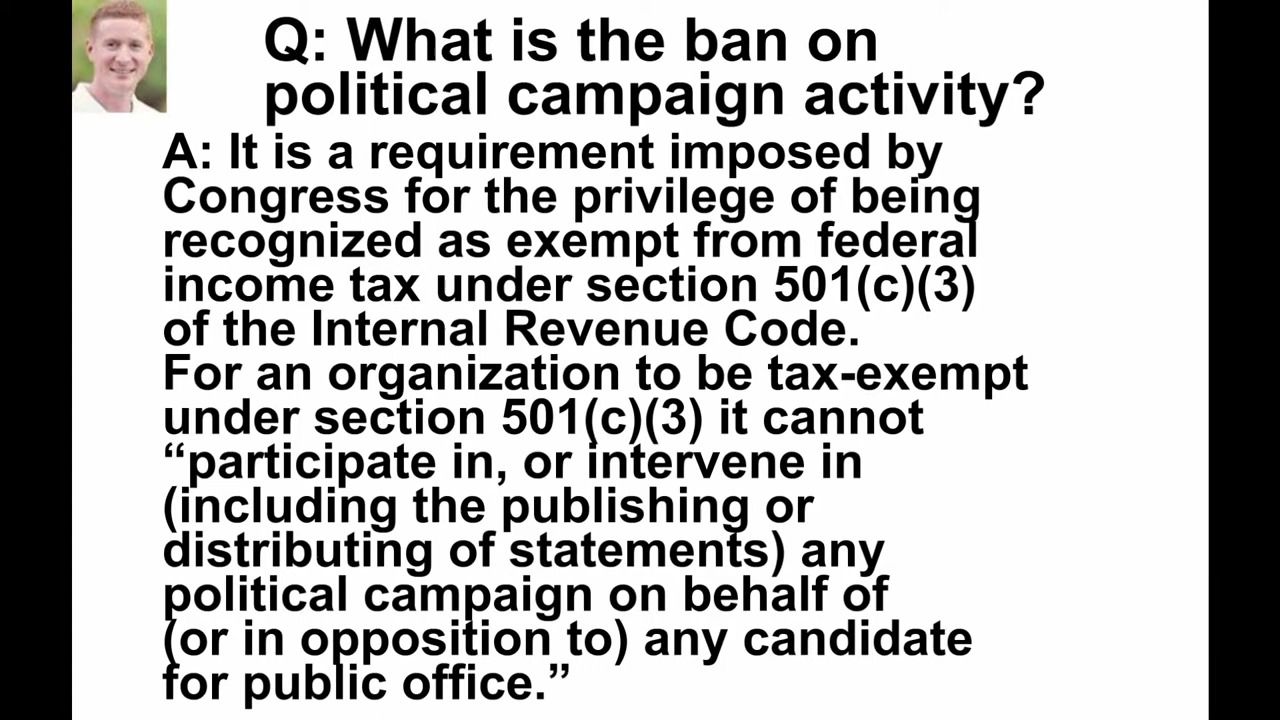 Q: What is the ban on
political campaign activity?
A: It is a requirement imposed by
Congress for the privilege of being
recognized as exempt from federal
income tax under section 501(c)(3)
of the Internal Revenue Code.
For an organization to be tax-exempt
under section 501(c)(3) it cannot
“participate in, or intervene in
(including the publishing or
distributing of statements) any
political campaign on behalf of
(or in opposition to) any candidate
for public office.”